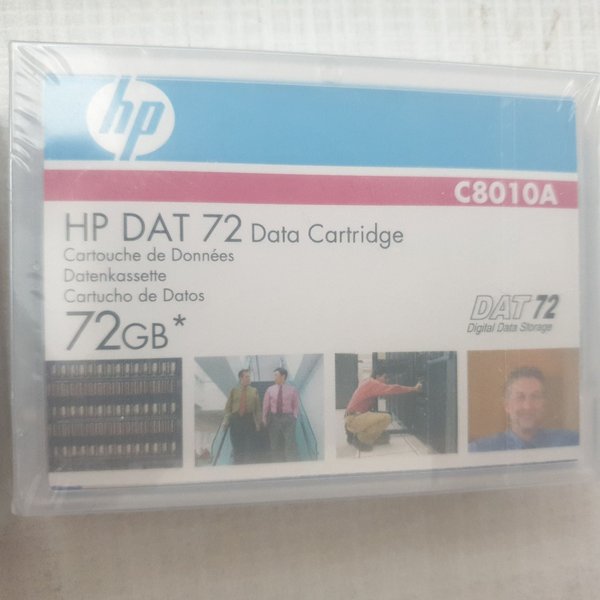 hp
C8010A
HP DAT 72 Data Cartridge
Cartouche de Données
Datenkassette
Cartucho de Datos
72GB*
DAT 72
Digital Data Storage